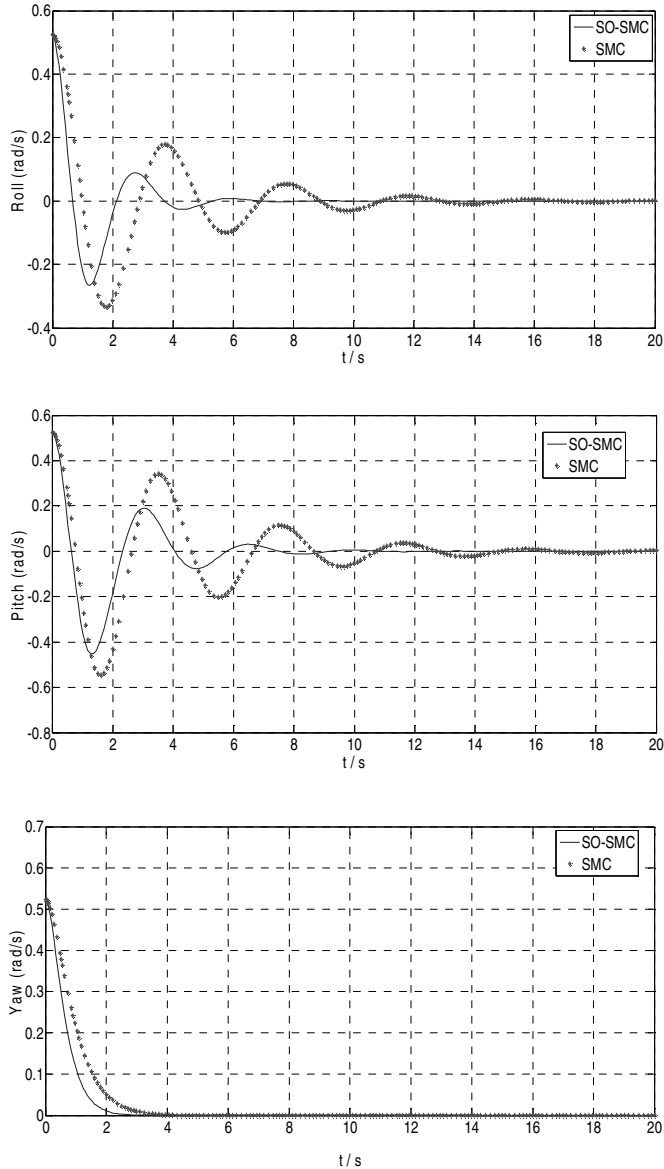 0.6
SO-SMC
SMC
0.4
0.2
0
-0.2
-0.4
Roll (rad/s)
0 2 4 6 8 10 12 14 16 18 20
t / s
0.6
SO-SMC
SMC
0.4
0.2
0
-0.2
-0.4
-0.6
-0.8
Pitch (rad/s)
0 2 4 6 8 10 12 14 16 18 20
t / s
0.7
SO-SMC
SMC
0.6
0.5
0.4
0.3
0.2
0.1
0
Yaw (rad/s)
0 2 4 6 8 10 12 14 16 18 20
t / s